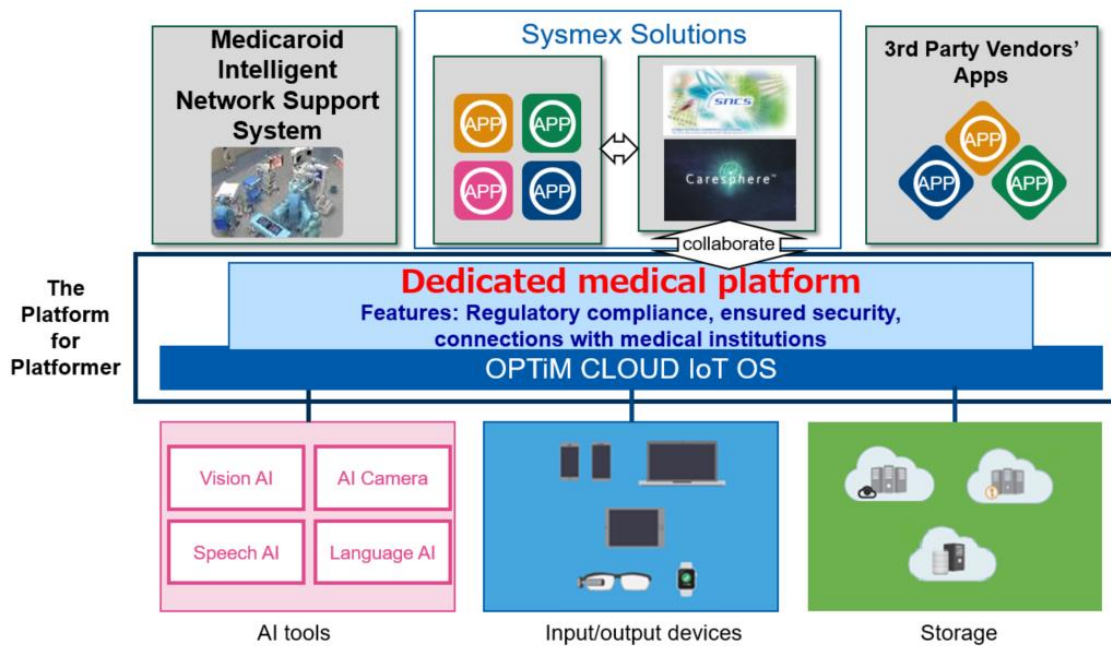 Medicaroid
Intelligent
Network Support
System
Sysmex Solutions
APP
APP
APP
APP
SNCS
Caresphere™
collaborate
3rd Party Vendors'
Apps
APP
APP
APP
The
Platform
for
Platformer
Dedicated medical platform
Features: Regulatory compliance, ensured security,
connections with medical institutions
OPTiM CLOUD IoT OS
Vision AI
AI Camera
Speech AI
Language AI
AI tools
Input/output devices
Storage